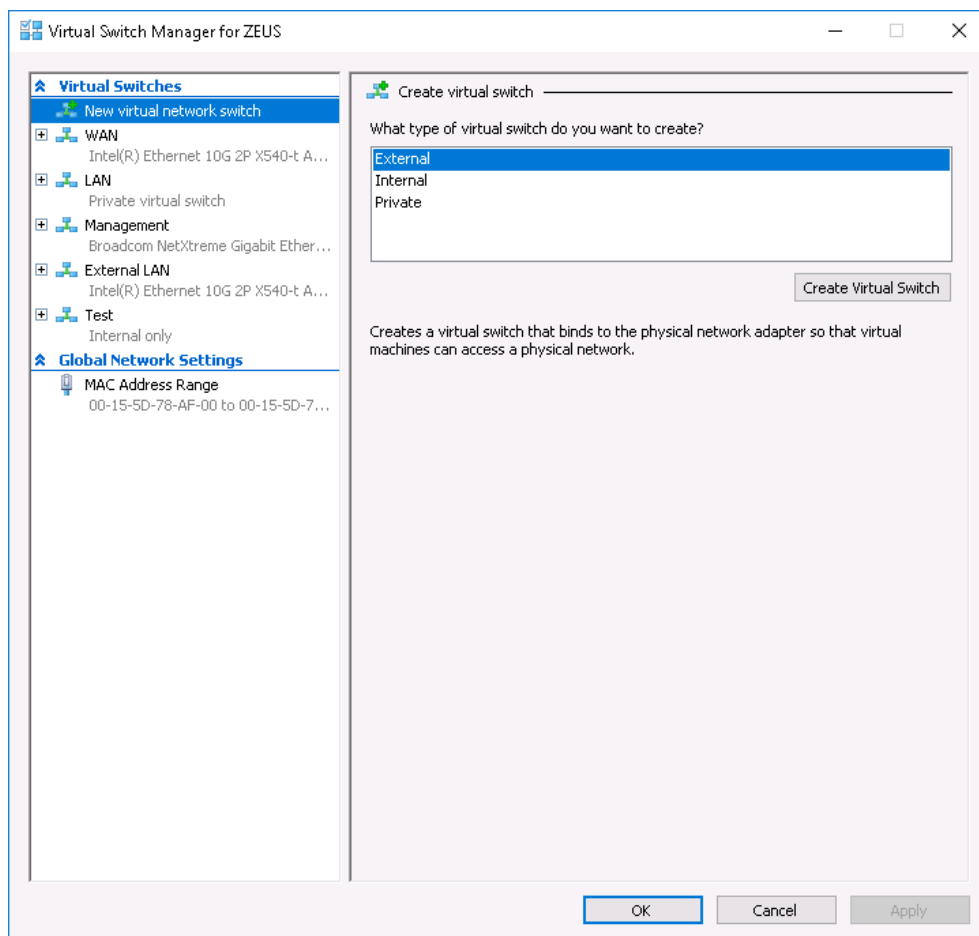 Virtual Switch Manager for ZEUS
Virtual Switches
New virtual network switch
WAN
Intel(R) Ethernet 10G 2P X540-t A...
LAN
Private virtual switch
Management
Broadcom NetXtreme Gigabit Ether...
External LAN
Intel(R) Ethernet 10G 2P X540-t A...
Test
Internal only
Global Network Settings
MAC Address Range
00-15-5D-78-AF-00 to 00-15-5D-7...
Create virtual switch
What type of virtual switch do you want to create?
External
Internal
Private
Create Virtual Switch
Creates a virtual switch that binds to the physical network adapter so that virtual
machines can access a physical network.
OK
Cancel
Apply